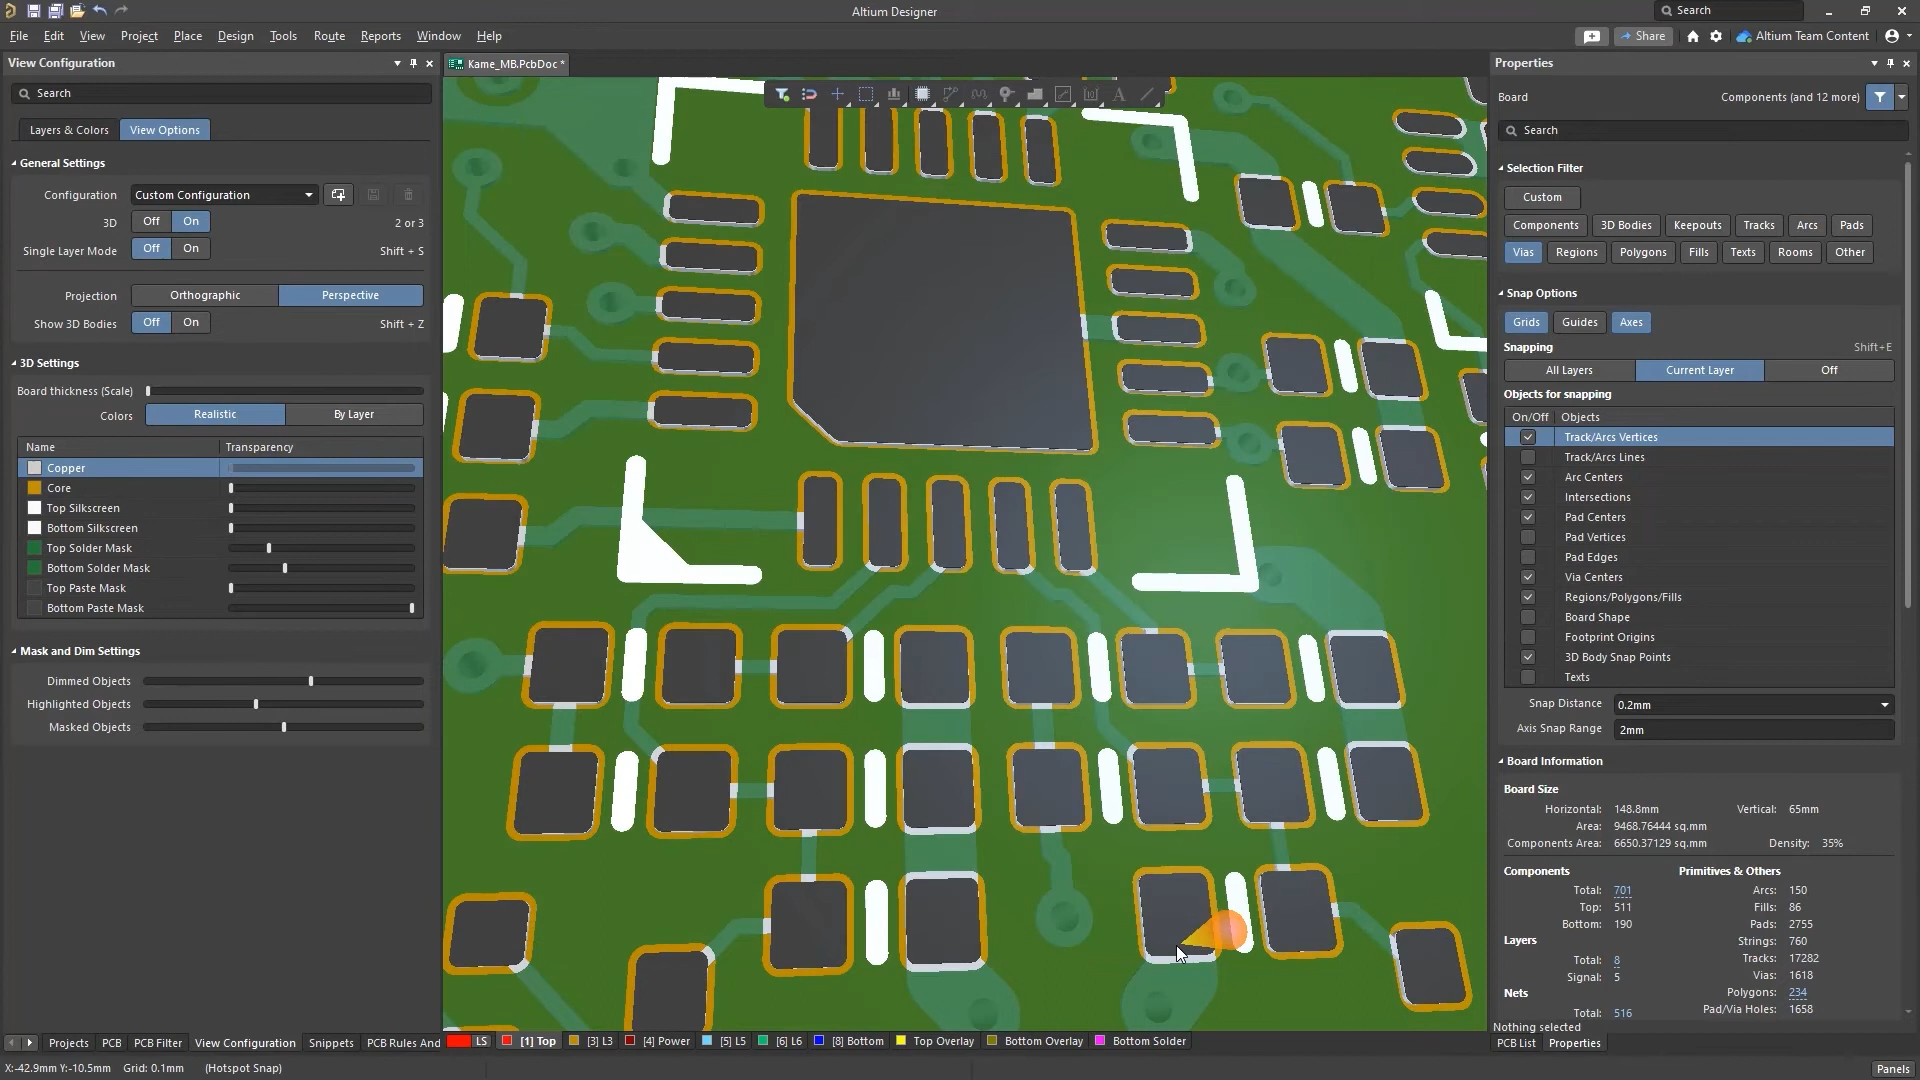 Altium Designer
Search
File Edit View Project Place Design Tools Route Reports Window Help
Share
Altium Team Content
View Configuration
Search
Layers & Colors
View Options
General Settings
Configuration
Custom Configuration
3D
Off
On
2 or 3
Single Layer Mode
Off
On
Shift + S
Projection
Orthographic
Perspective
Show 3D Bodies
Off
On
Shift + Z
3D Settings
Board thickness (Scale)
Colors
Realistic
By Layer
Name
Transparency
Copper
Core
Top Silkscreen
Bottom Silkscreen
Top Solder Mask
Bottom Solder Mask
Top Paste Mask
Bottom Paste Mask
Mask and Dim Settings
Dimmed Objects
Highlighted Objects
Masked Objects
Kame_MB.PcbDoc *
Properties
Board
Components (and 12 more)
Search
Selection Filter
Custom
Components 3D Bodies Keepouts Tracks Arcs Pads
Vias Regions Polygons Fills Texts Rooms Other
Snap Options
Grids Guides Axes
Snapping
Shift+E
All Layers
Current Layer
Off
Objects for snapping
On/Off
Objects
Track/Arcs Vertices
Track/Arcs Lines
Arc Centers
Intersections
Pad Centers
Pad Vertices
Pad Edges
Via Centers
Regions/Polygons/Fills
Board Shape
Footprint Origins
3D Body Snap Points
Texts
Snap Distance
0.2mm
Axis Snap Range
2mm
Board Information
Board Size
Horizontal: 148.8mm Vertical: 65mm
Area: 9468.76444 sq.mm
Components Area: 6650.37129 sq.mm Density: 35%
Components
Total: 701
Top: 511
Bottom: 190
Layers
Total: 8
Signal: 5
Nets
Total: 516
Primitives & Others
Arcs: 150
Fills: 86
Pads: 2755
Strings: 760
Tracks: 17282
Vias: 1618
Polygons: 234
Pad/Via Holes: 1658
Nothing selected
PCB List
Properties
Projects PCB PCB Filter View Configuration Snippets PCB Rules And
LS [1] Top [3] L3 [4] Power [5] L5 [6] L6 [8] Bottom Top Overlay Bottom Overlay Bottom Solder
X:-42.9mm Y:-10.5mm Grid: 0.1mm (Hotspot Snap)
Panels